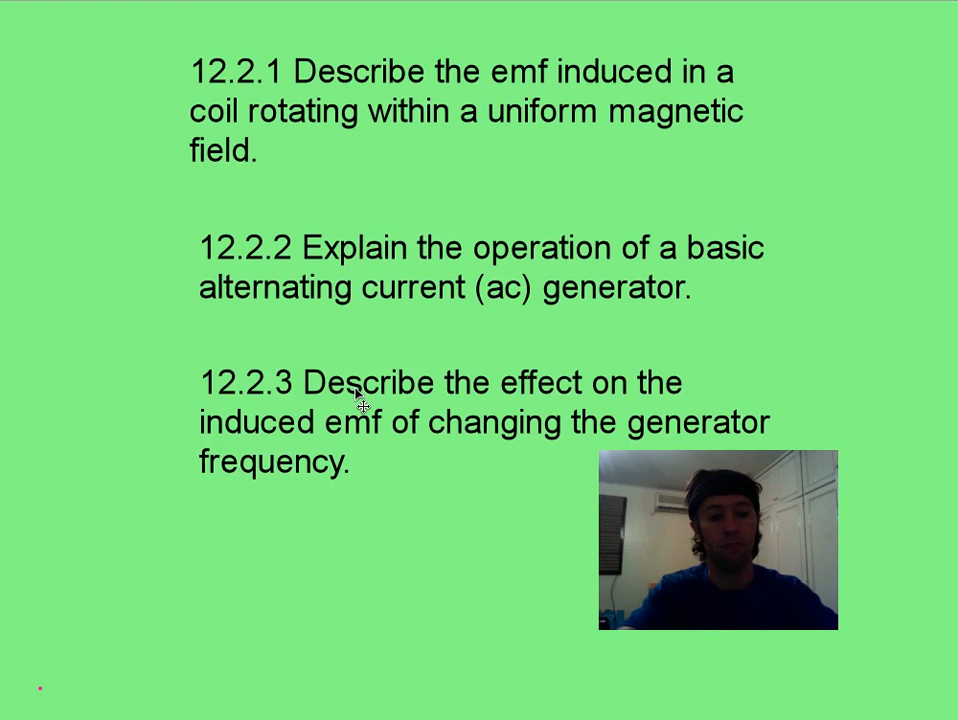 12.2.1 Describe the emf induced in a
coil rotating within a uniform magnetic
field.
12.2.2 Explain the operation of a basic
alternating current (ac) generator.
12.2.3 Describe the effect on the
induced emf of changing the generator
frequency.